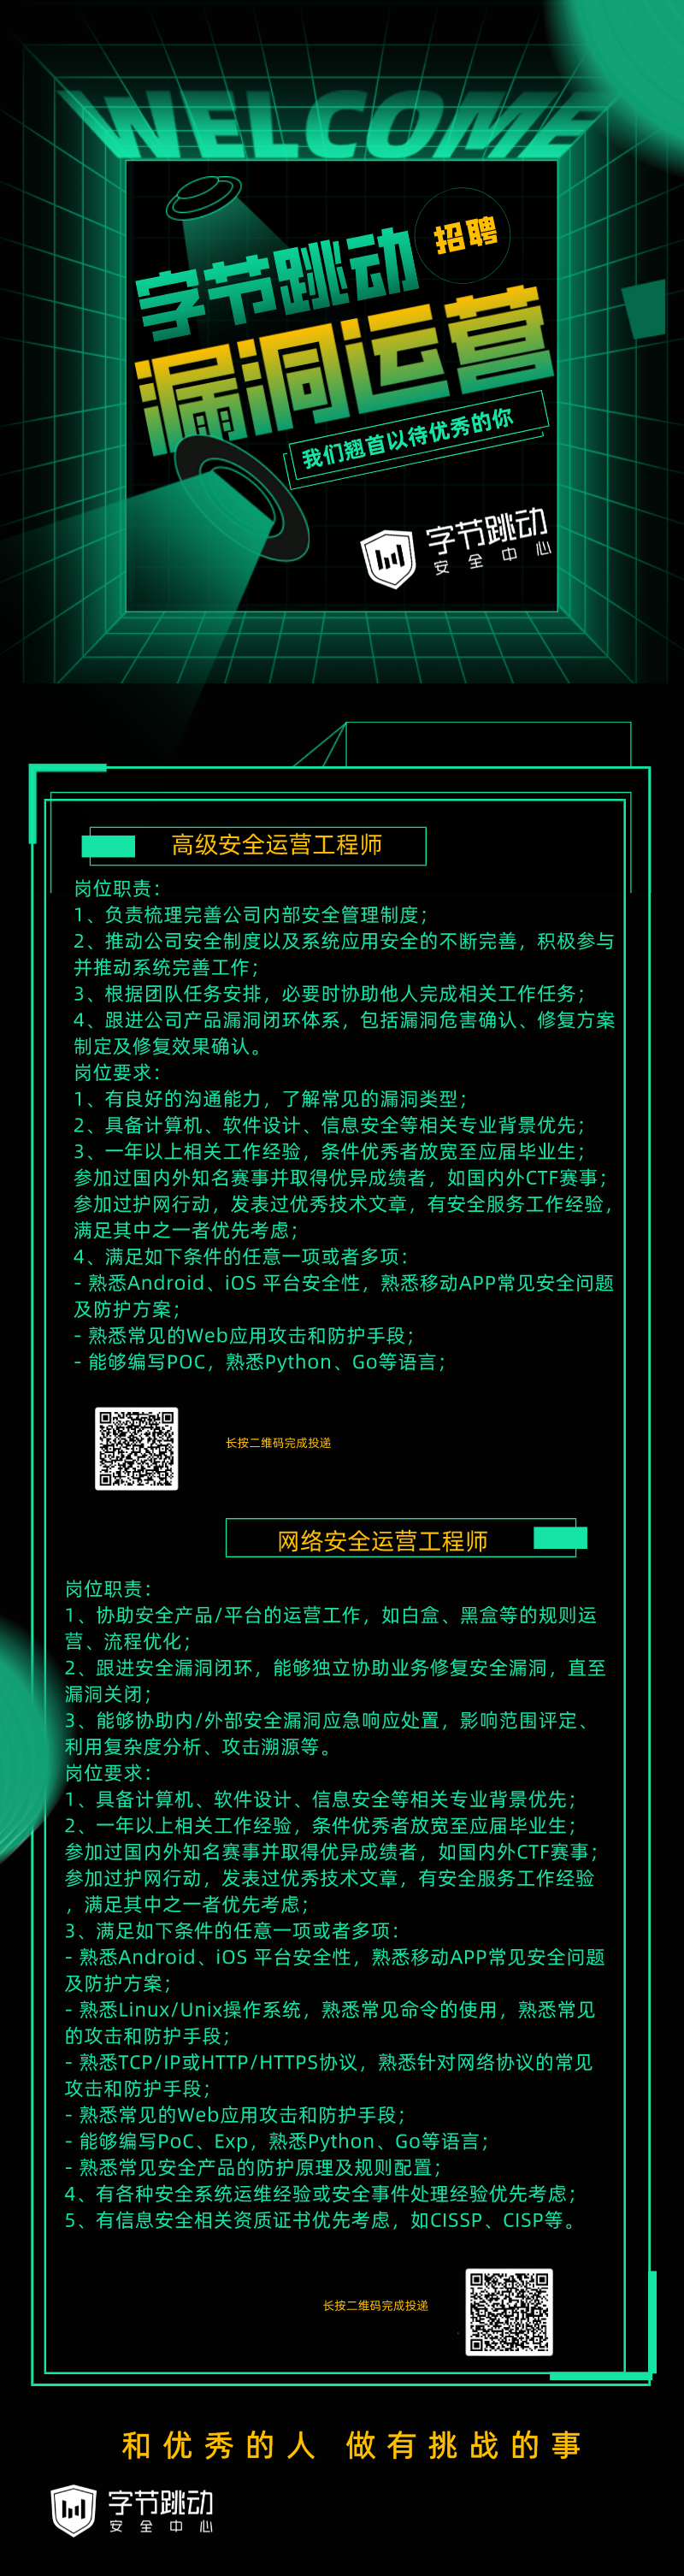 WELCOME
招聘
字节跳动
漏洞运营
我们翘首以待优秀的你
字节跳动
安全中心
高级安全运营工程师
岗位职责：
1、负责梳理完善公司内部安全管理制度；
2、推动公司安全制度以及系统应用安全的不断完善，积极参与
并推动系统完善工作；
3、根据团队任务安排，必要时协助他人完成相关工作任务；
4、跟进公司产品漏洞闭环体系，包括漏洞危害确认、修复方案
制定及修复效果确认。
岗位要求：
1、有良好的沟通能力，了解常见的漏洞类型；
2、具备计算机、软件设计、信息安全等相关专业背景优先；
3、一年以上相关工作经验，条件优秀者放宽至应届毕业生；
参加过国内外知名赛事并取得优异成绩者，如国内外CTF赛事；
参加过护网行动，发表过优秀技术文章，有安全服务工作经验，
满足其中之一者优先考虑；
4、满足如下条件的任意一项或者多项：
- 熟悉Android、iOS 平台安全性，熟悉移动APP常见安全问题
及防护方案；
- 熟悉常见的Web应用攻击和防护手段；
- 能够编写POC，熟悉Python、Go等语言；
长按二维码完成投递
网络安全运营工程师
岗位职责：
1、协助安全产品/平台的运营工作，如白盒、黑盒等的规则运
营、流程优化；
2、跟进安全漏洞闭环，能够独立协助业务修复安全漏洞，直至
漏洞关闭；
3、能够协助内/外部安全漏洞应急响应处置，影响范围评定、
利用复杂度分析、攻击溯源等。
岗位要求：
1、具备计算机、软件设计、信息安全等相关专业背景优先；
2、一年以上相关工作经验，条件优秀者放宽至应届毕业生；
参加过国内外知名赛事并取得优异成绩者，如国内外CTF赛事；
参加过护网行动，发表过优秀技术文章，有安全服务工作经验
，满足其中之一者优先考虑；
3、满足如下条件的任意一项或者多项：
- 熟悉Android、iOS 平台安全性，熟悉移动APP常见安全问题
及防护方案；
- 熟悉Linux/Unix操作系统，熟悉常见命令的使用，熟悉常见
的攻击和防护手段；
- 熟悉TCP/IP或HTTP/HTTPS协议，熟悉针对网络协议的常见
攻击和防护手段；
- 熟悉常见的Web应用攻击和防护手段；
- 能够编写PoC、Exp，熟悉Python、Go等语言；
- 熟悉常见安全产品的防护原理及规则配置；
4、有各种安全系统运维经验或安全事件处理经验优先考虑；
5、有信息安全相关资质证书优先考虑，如CISSP、CISP等。
长按二维码完成投递
和优秀的人 做有挑战的事
字节跳动
安全中心